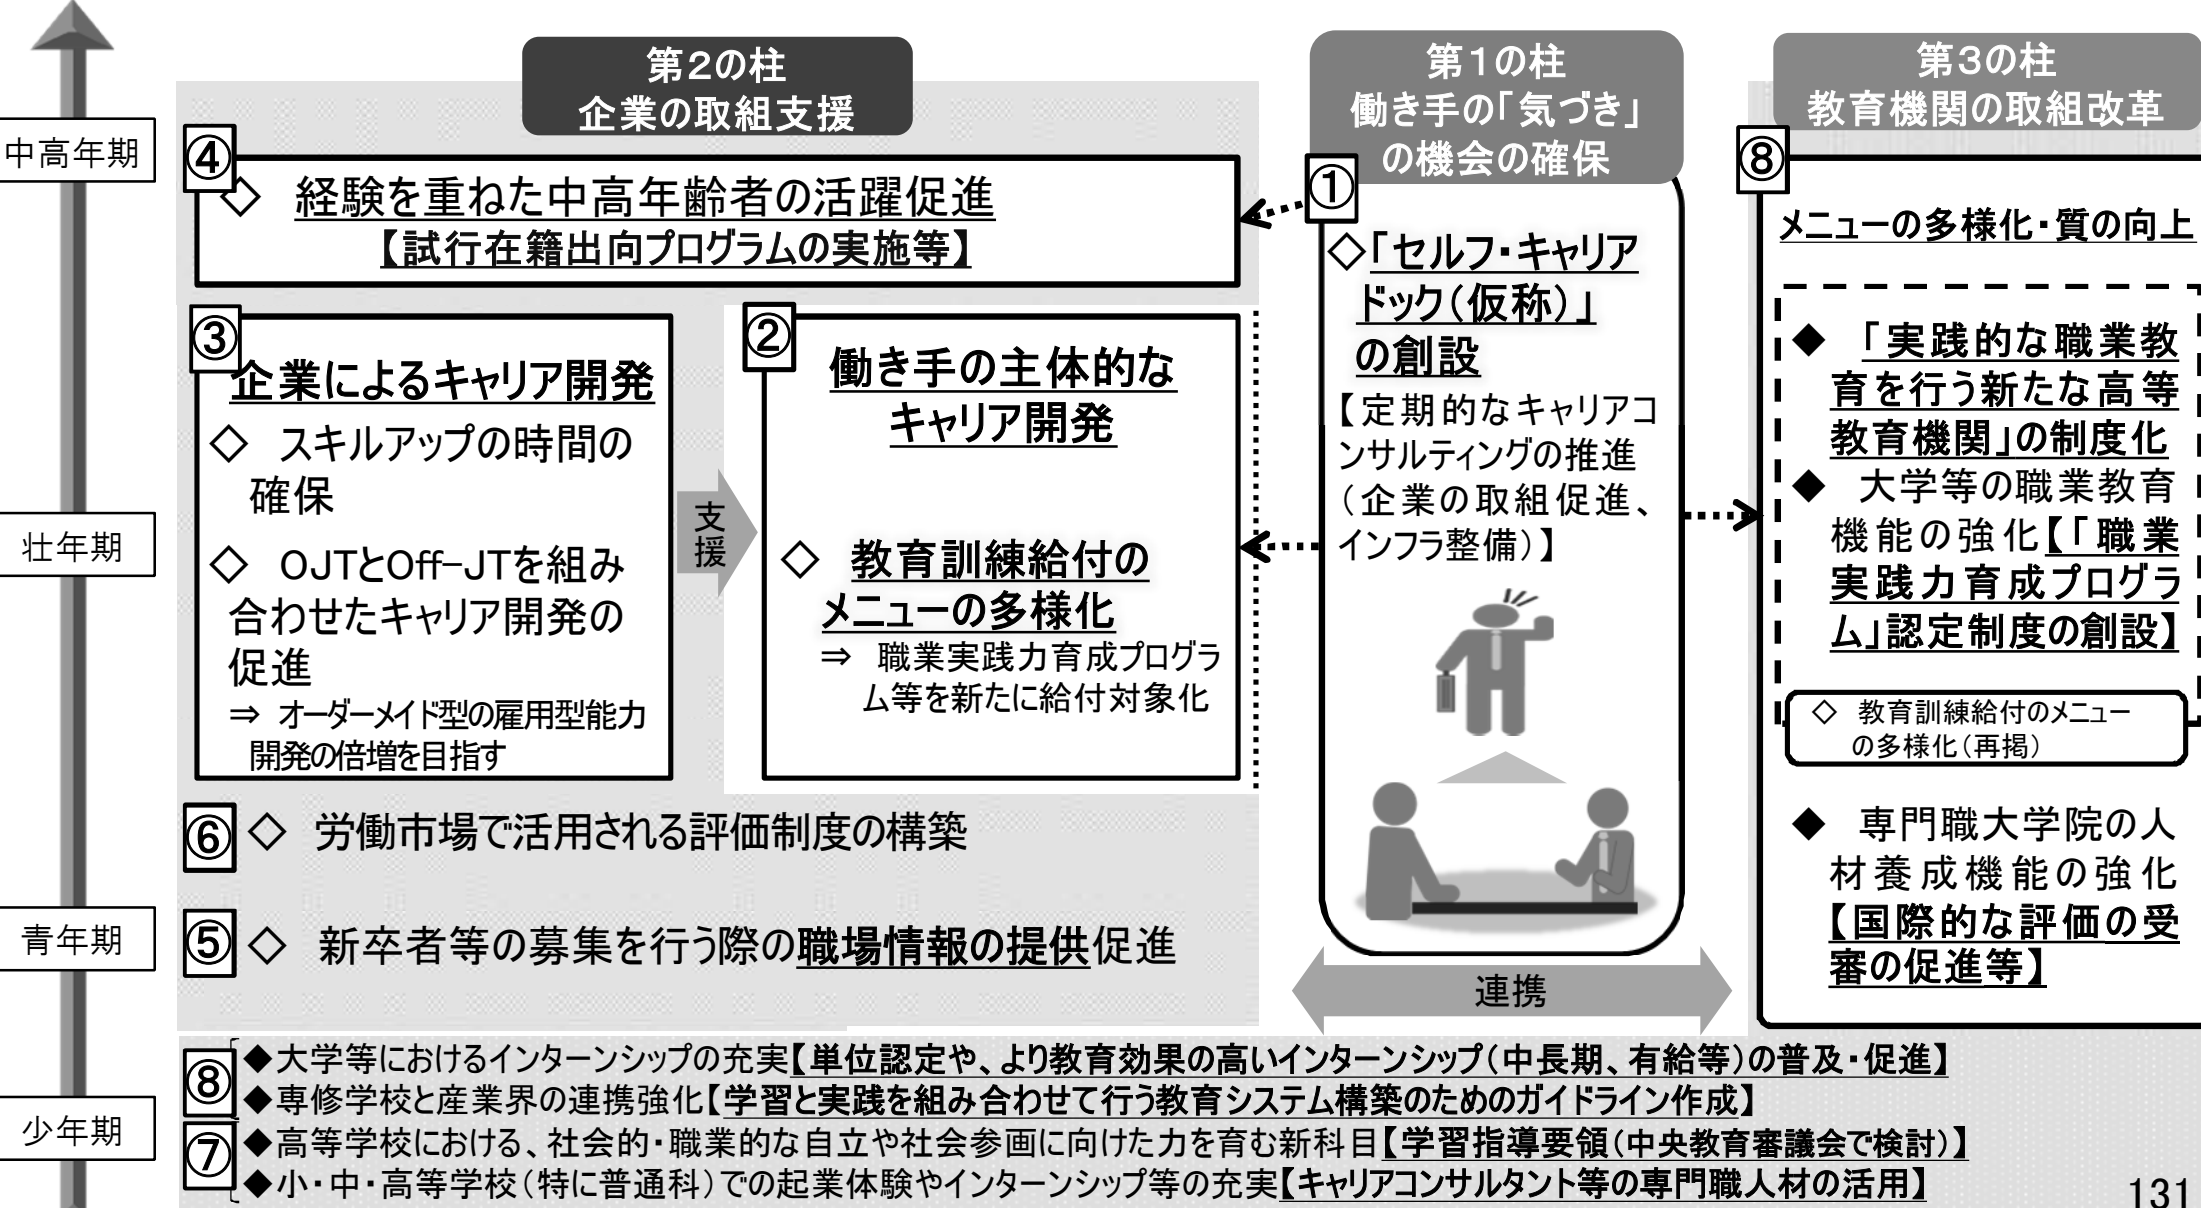 中高年期
壮年期
青年期
少年期
第2の柱
企業の取組支援
④
◇ 経験を重ねた中高年齢者の活躍促進
【試行在籍出向プログラムの実施等】
③
企業によるキャリア開発
◇ スキルアップの時間の
確保
◇ OJTとOff-JTを組み
合わせたキャリア開発の
促進
⇒ オーダーメイド型の雇用型能力
開発の倍増を目指す
支
援
②
働き手の主体的な
キャリア開発
◇ 教育訓練給付の
メニューの多様化
⇒ 職業実践力育成プログラ
ム等を新たに給付対象化
⑥
◇ 労働市場で活用される評価制度の構築
⑤
◇ 新卒者等の募集を行う際の職場情報の提供促進
第1の柱
働き手の「気づき」
の機会の確保
①
◇「セルフ・キャリア
ドック(仮称)」
の創設
【定期的なキャリアコ
ンサルティングの推進
(企業の取組促進、
インフラ整備)】
連携
第3の柱
教育機関の取組改革
⑧
メニューの多様化・質の向上
◆ 「実践的な職業教
育を行う新たな高等
教育機関」の制度化
◆ 大学等の職業教育
機能の強化【「職業
実践力育成プログラ
ム」認定制度の創設】
◇ 教育訓練給付のメニュー
の多様化(再掲)
◆ 専門職大学院の人
材養成機能の強化
【国際的な評価の受
審の促進等】
⑧
◆大学等におけるインターンシップの充実【単位認定や、より教育効果の高いインターンシップ(中長期、有給等)の普及・促進】
◆専修学校と産業界の連携強化【学習と実践を組み合わせて行う教育システム構築のためのガイドライン作成】
⑦
◆高等学校における、社会的・職業的な自立や社会参画に向けた力を育む新科目【学習指導要領(中央教育審議会で検討)】
◆小・中・高等学校(特に普通科)での起業体験やインターンシップ等の充実【キャリアコンサルタント等の専門職人材の活用】
131